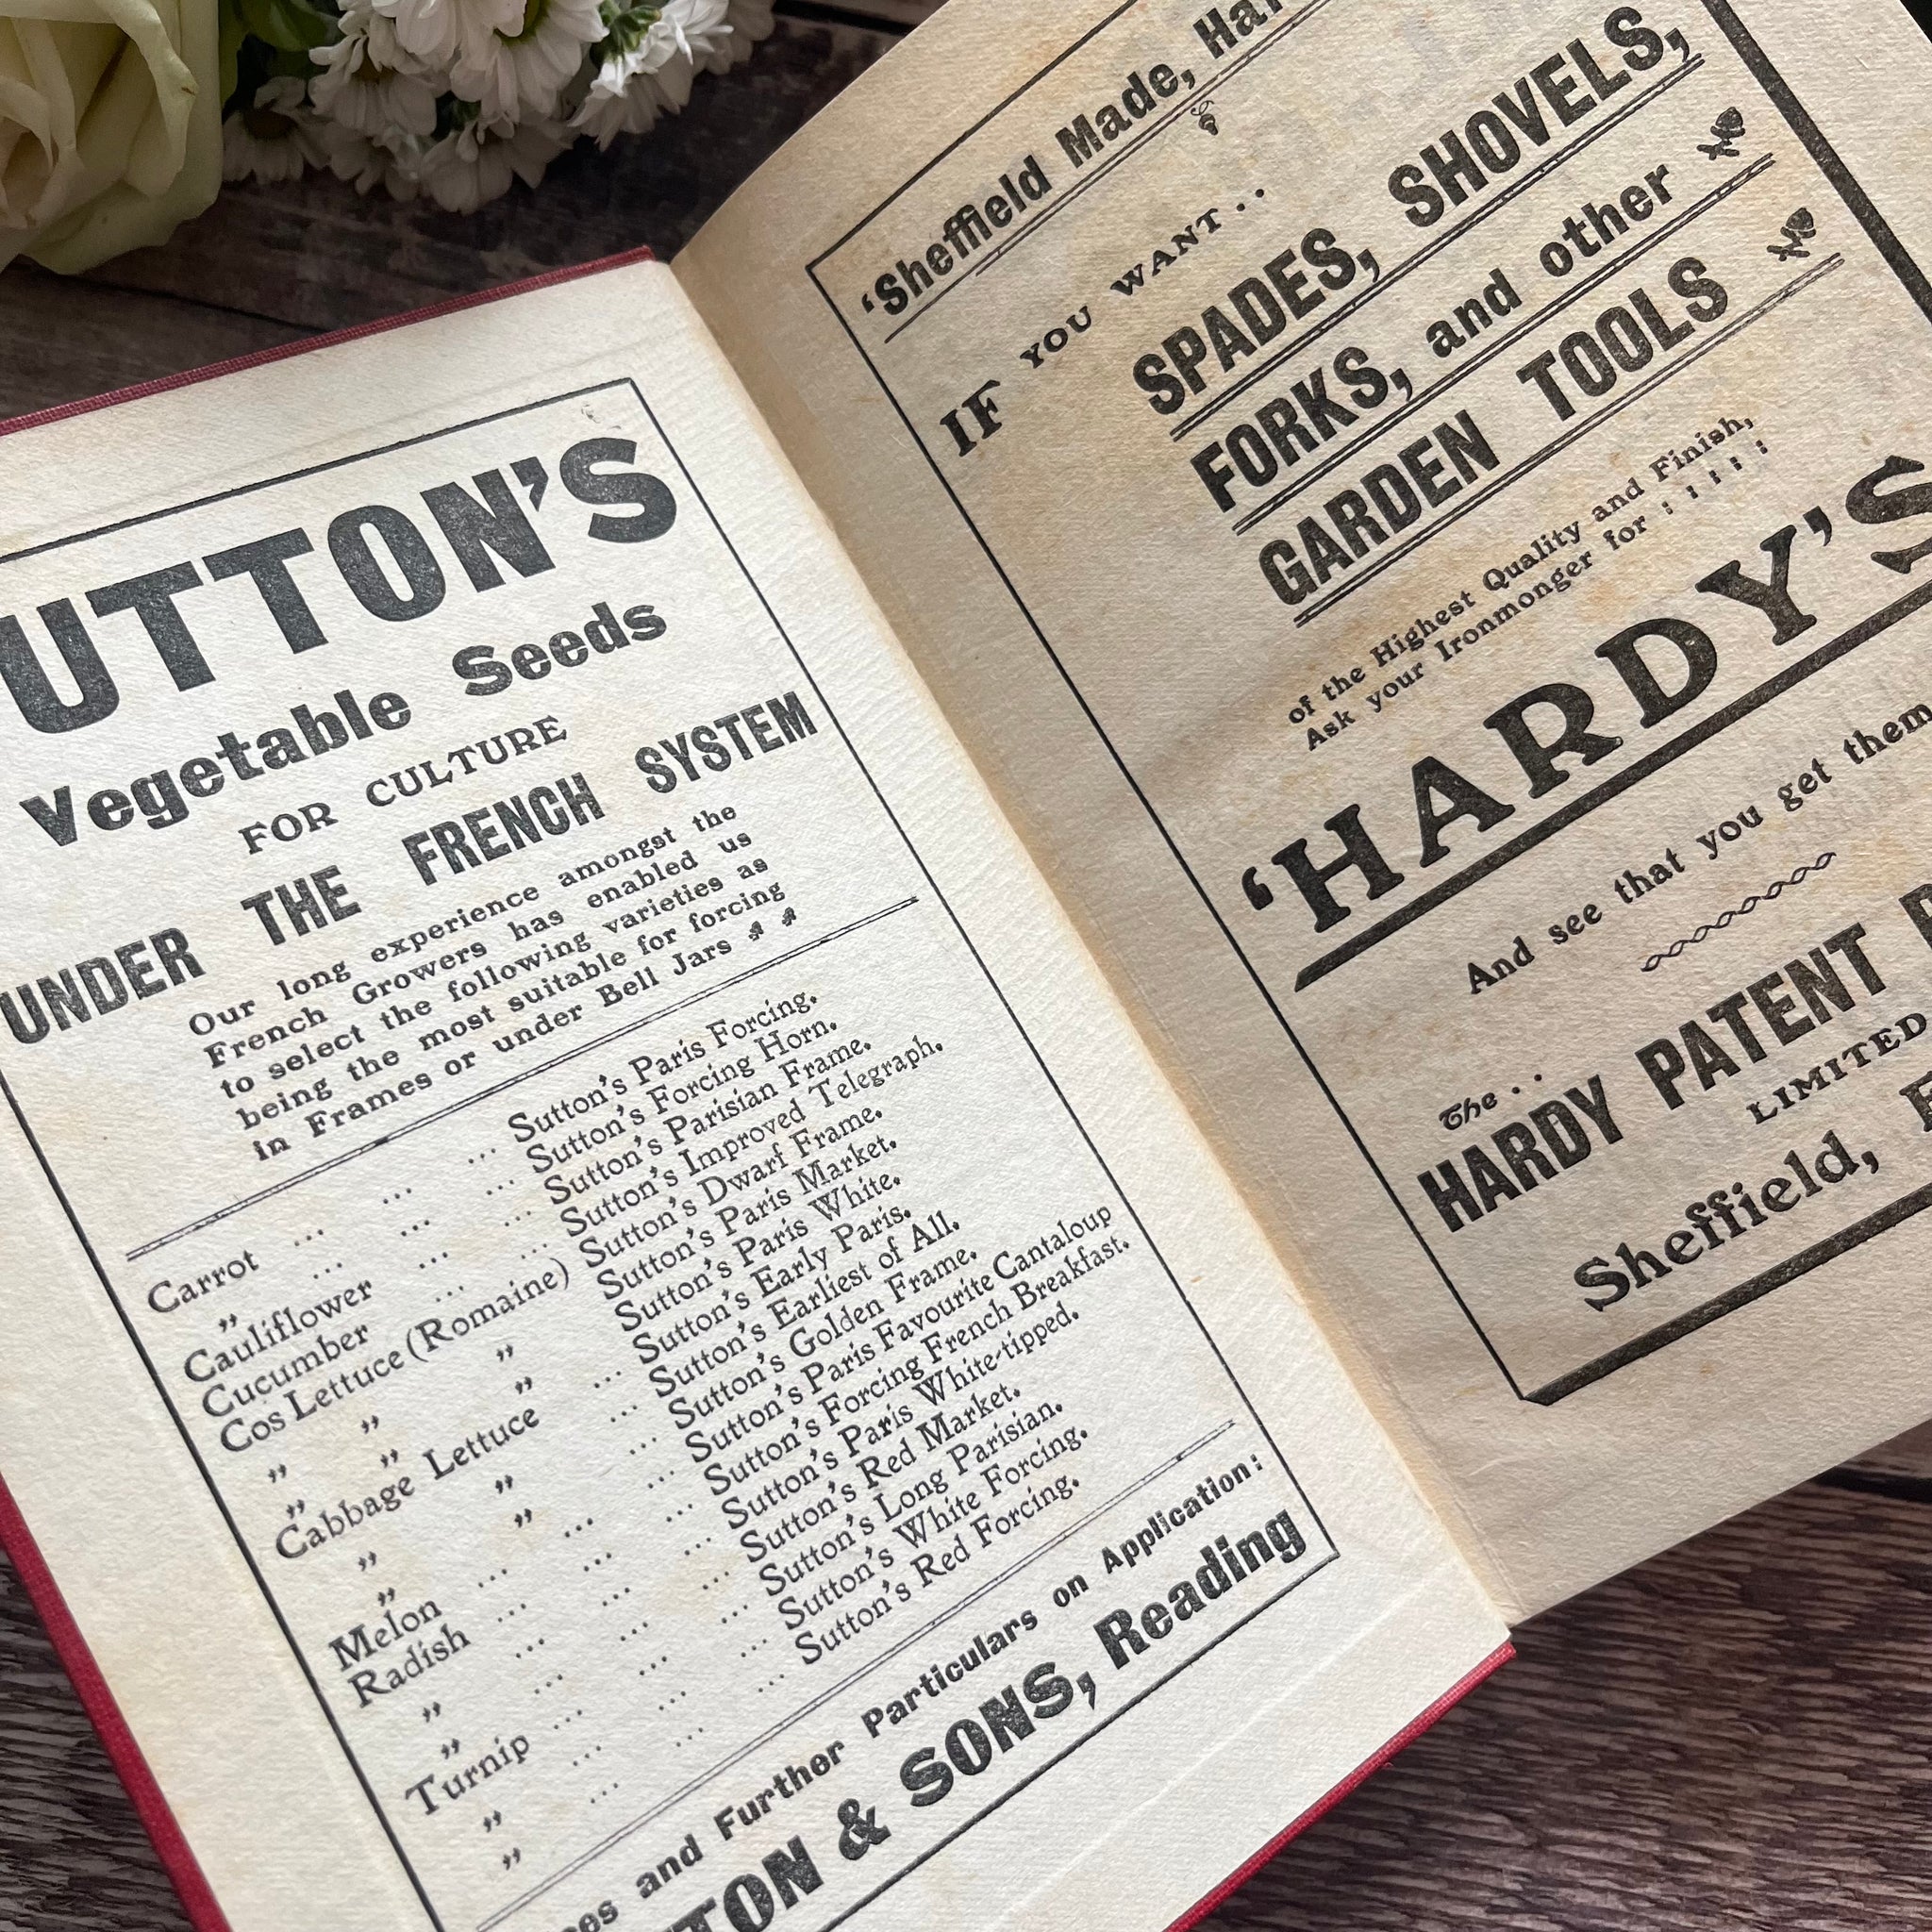 UTTON'S
Vegetable Seeds
FOR CULTURE
UNDER THE FRENCH SYSTEM
Our long experience amongst the
French Growers has enabled us
to select the following varieties as
being the most suitable for forcing
in Frames or under Bell Jars
Carrot ... ... ... Sutton's Paris Forcing.
" ... ... ... Sutton's Forcing Horn.
Cauliflower ... ... Sutton's Parisian Frame.
Cucumber ... ... Sutton's Improved Telegraph.
Cos Lettuce (Romaine) Sutton's Dwarf Frame.
" " Sutton's Paris Market.
" " Sutton's Paris White.
Cabbage Lettuce ... Sutton's Early Paris.
" " ... Sutton's Earliest of All.
" " ... Sutton's Golden Frame.
Melon ... ... ... Sutton's Paris Favourite Cantaloup
Radish ... ... ... Sutton's Forcing French Breakfast.
" ... ... ... Sutton's Paris White-tipped.
" ... ... ... Sutton's Red Market.
Turnip ... ... ... Sutton's Long Parisian.
" ... ... ... Sutton's White Forcing.
" ... ... ... Sutton's Red Forcing.
es and Further Particulars on Application:
TON & SONS, Reading
'Sheffield Made, Ha
IF YOU WANT . .
SPADES, SHOVELS,
FORKS, and other
GARDEN TOOLS
of the Highest Quality and Finish,
Ask your Ironmonger for : : : : :
'HARDY'S
And see that you get them
The . .
HARDY PATENT P
LIMITED
Sheffield, E